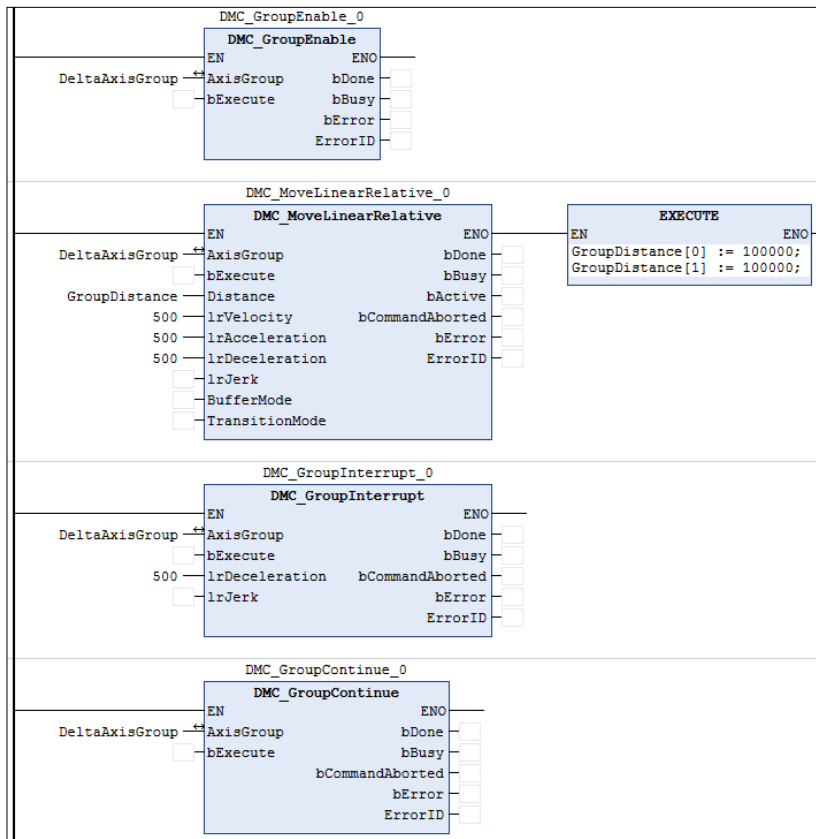 DMC_GroupEnable_0
DMC_GroupEnable
EN ENO
DeltaAxisGroup AxisGroup bDone
bExecute bBusy
bError
ErrorID
DMC_MoveLinearRelative_0
DMC_MoveLinearRelative EXECUTE
EN ENO EN ENO
DeltaAxisGroup AxisGroup bDone GroupDistance[0] := 100000;
bExecute bBusy GroupDistance[1] := 100000;
GroupDistance Distance bActive
500 lrVelocity bCommandAborted
500 lrAcceleration bError
500 lrDeceleration ErrorID
lrJerk
BufferMode
TransitionMode
DMC_GroupInterrupt_0
DMC_GroupInterrupt
EN ENO
DeltaAxisGroup AxisGroup bDone
bExecute bBusy
500 lrDeceleration bCommandAborted
lrJerk bError
ErrorID
DMC_GroupContinue_0
DMC_GroupContinue
EN ENO
DeltaAxisGroup AxisGroup bDone
bExecute bBusy
bCommandAborted
bError
ErrorID